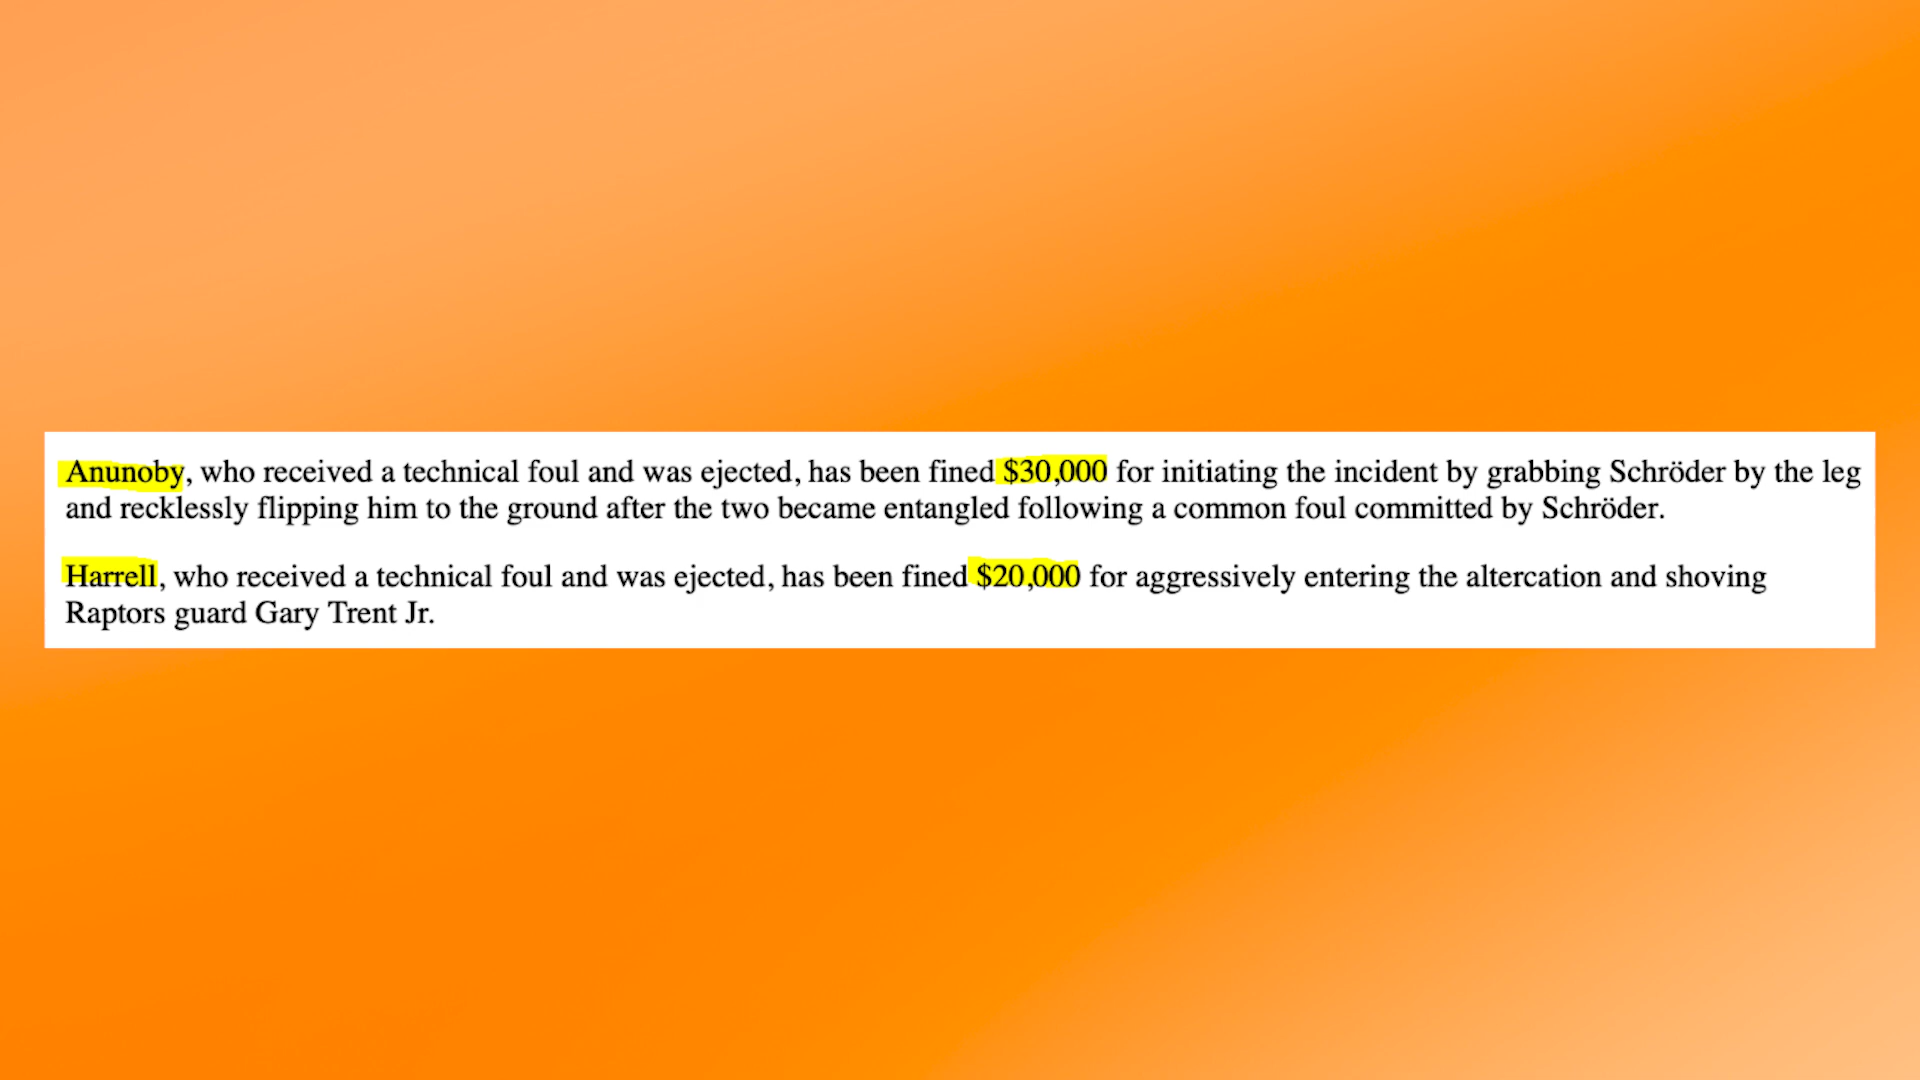 Anunoby, who received a technical foul and was ejected, has been fined $30,000 for initiating the incident by grabbing Schröder by the leg
and recklessly flipping him to the ground after the two became entangled following a common foul committed by Schröder.
Harrell, who received a technical foul and was ejected, has been fined $20,000 for aggressively entering the altercation and shoving
Raptors guard Gary Trent Jr.